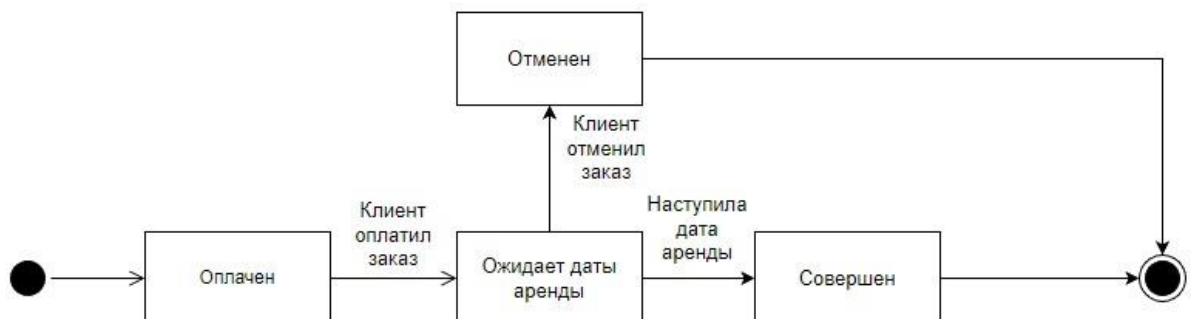 Отменен
Клиент
отменил
заказ
Клиент
оплатил
заказ
Наступила
дата
аренды
Оплачен
Ожидает даты
аренды
Совершен